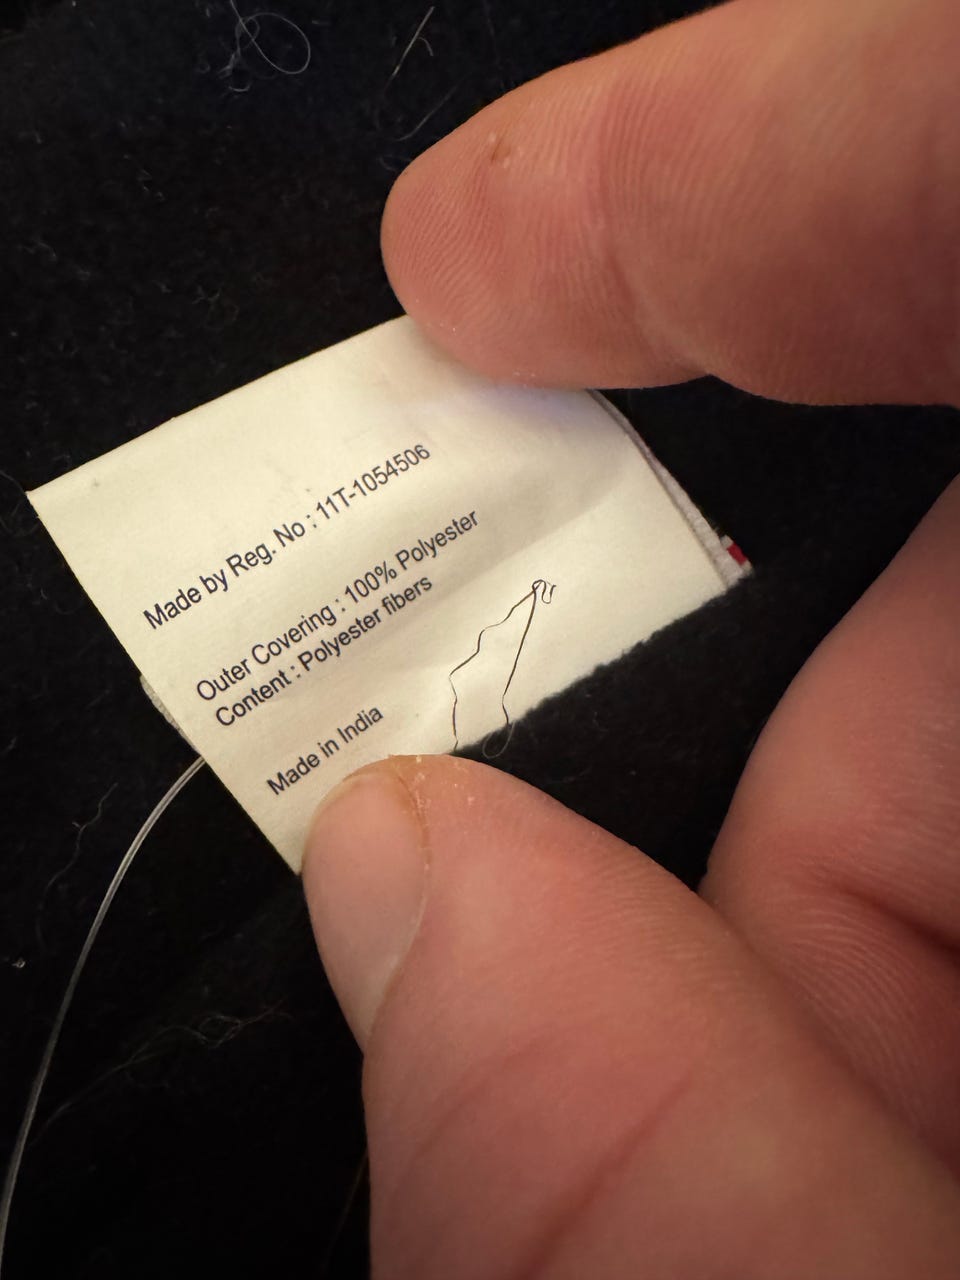 Made by Reg. No : 11T-1054506
Outer Covering : 100% Polyester
Content : Polyester fibers
Made in India